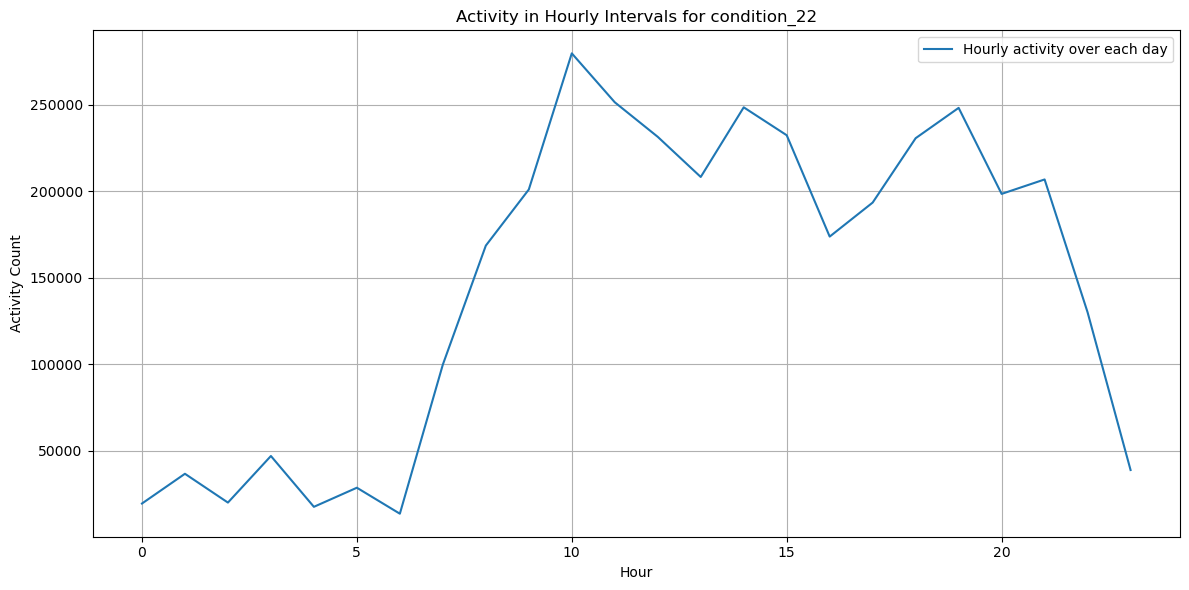 Activity in Hourly Intervals for condition_22
Hourly activity over each day
250000
200000
150000
100000
50000
Activity Count
0 5 10 15 20
Hour